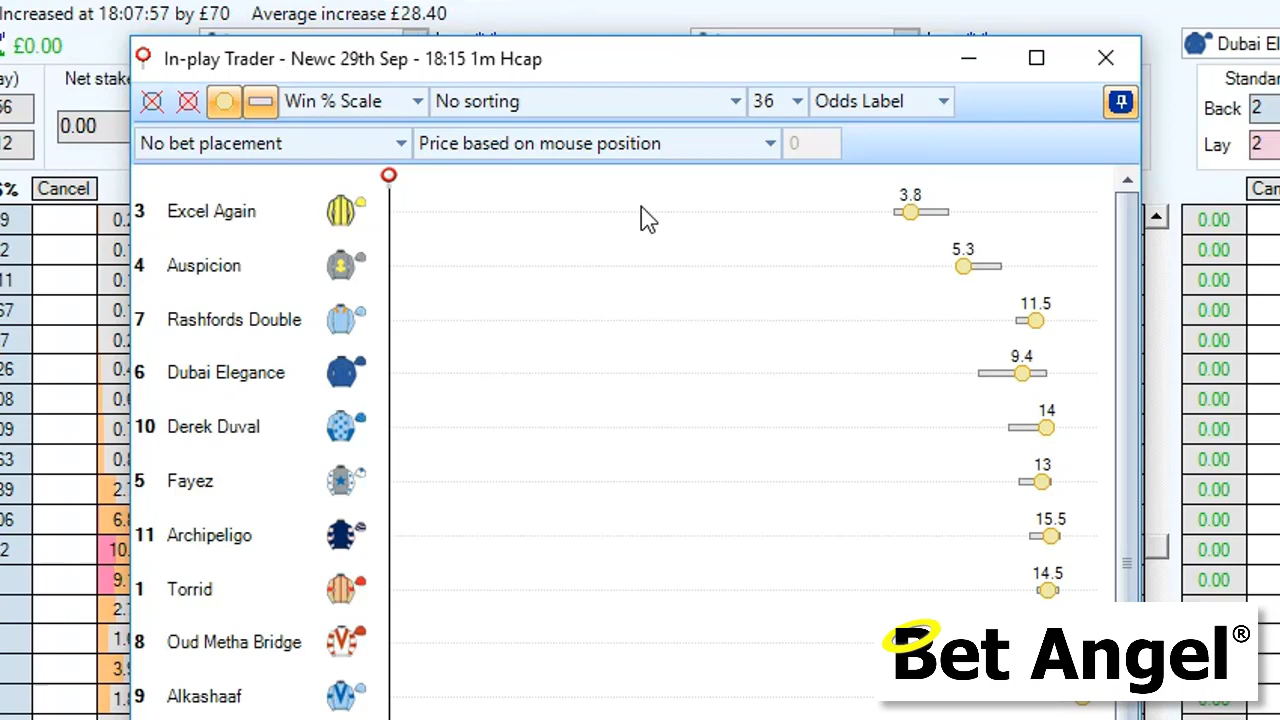 Increased at 18:07:57 by £70 Average increase £28.40
£0.00
Dubai El
In-play Trader - Newc 29th Sep - 18:15 1m Hcap
Net stake
0.00
Standar
Back 2
Lay 2
Win % Scale No sorting 36 Odds Label
No bet placement Price based on mouse position 0
Cancel
3 Excel Again 3.8
4 Auspicion 5.3
7 Rashfords Double 11.5
6 Dubai Elegance 9.4
10 Derek Duval 14
5 Fayez 13
11 Archipeligo 15.5
1 Torrid 14.5
8 Oud Metha Bridge
9 Alkashaaf
0.00
0.00
0.00
0.00
0.00
0.00
0.00
0.00
0.00
0.00
0.00
0.00
0.00
Bet Angel®